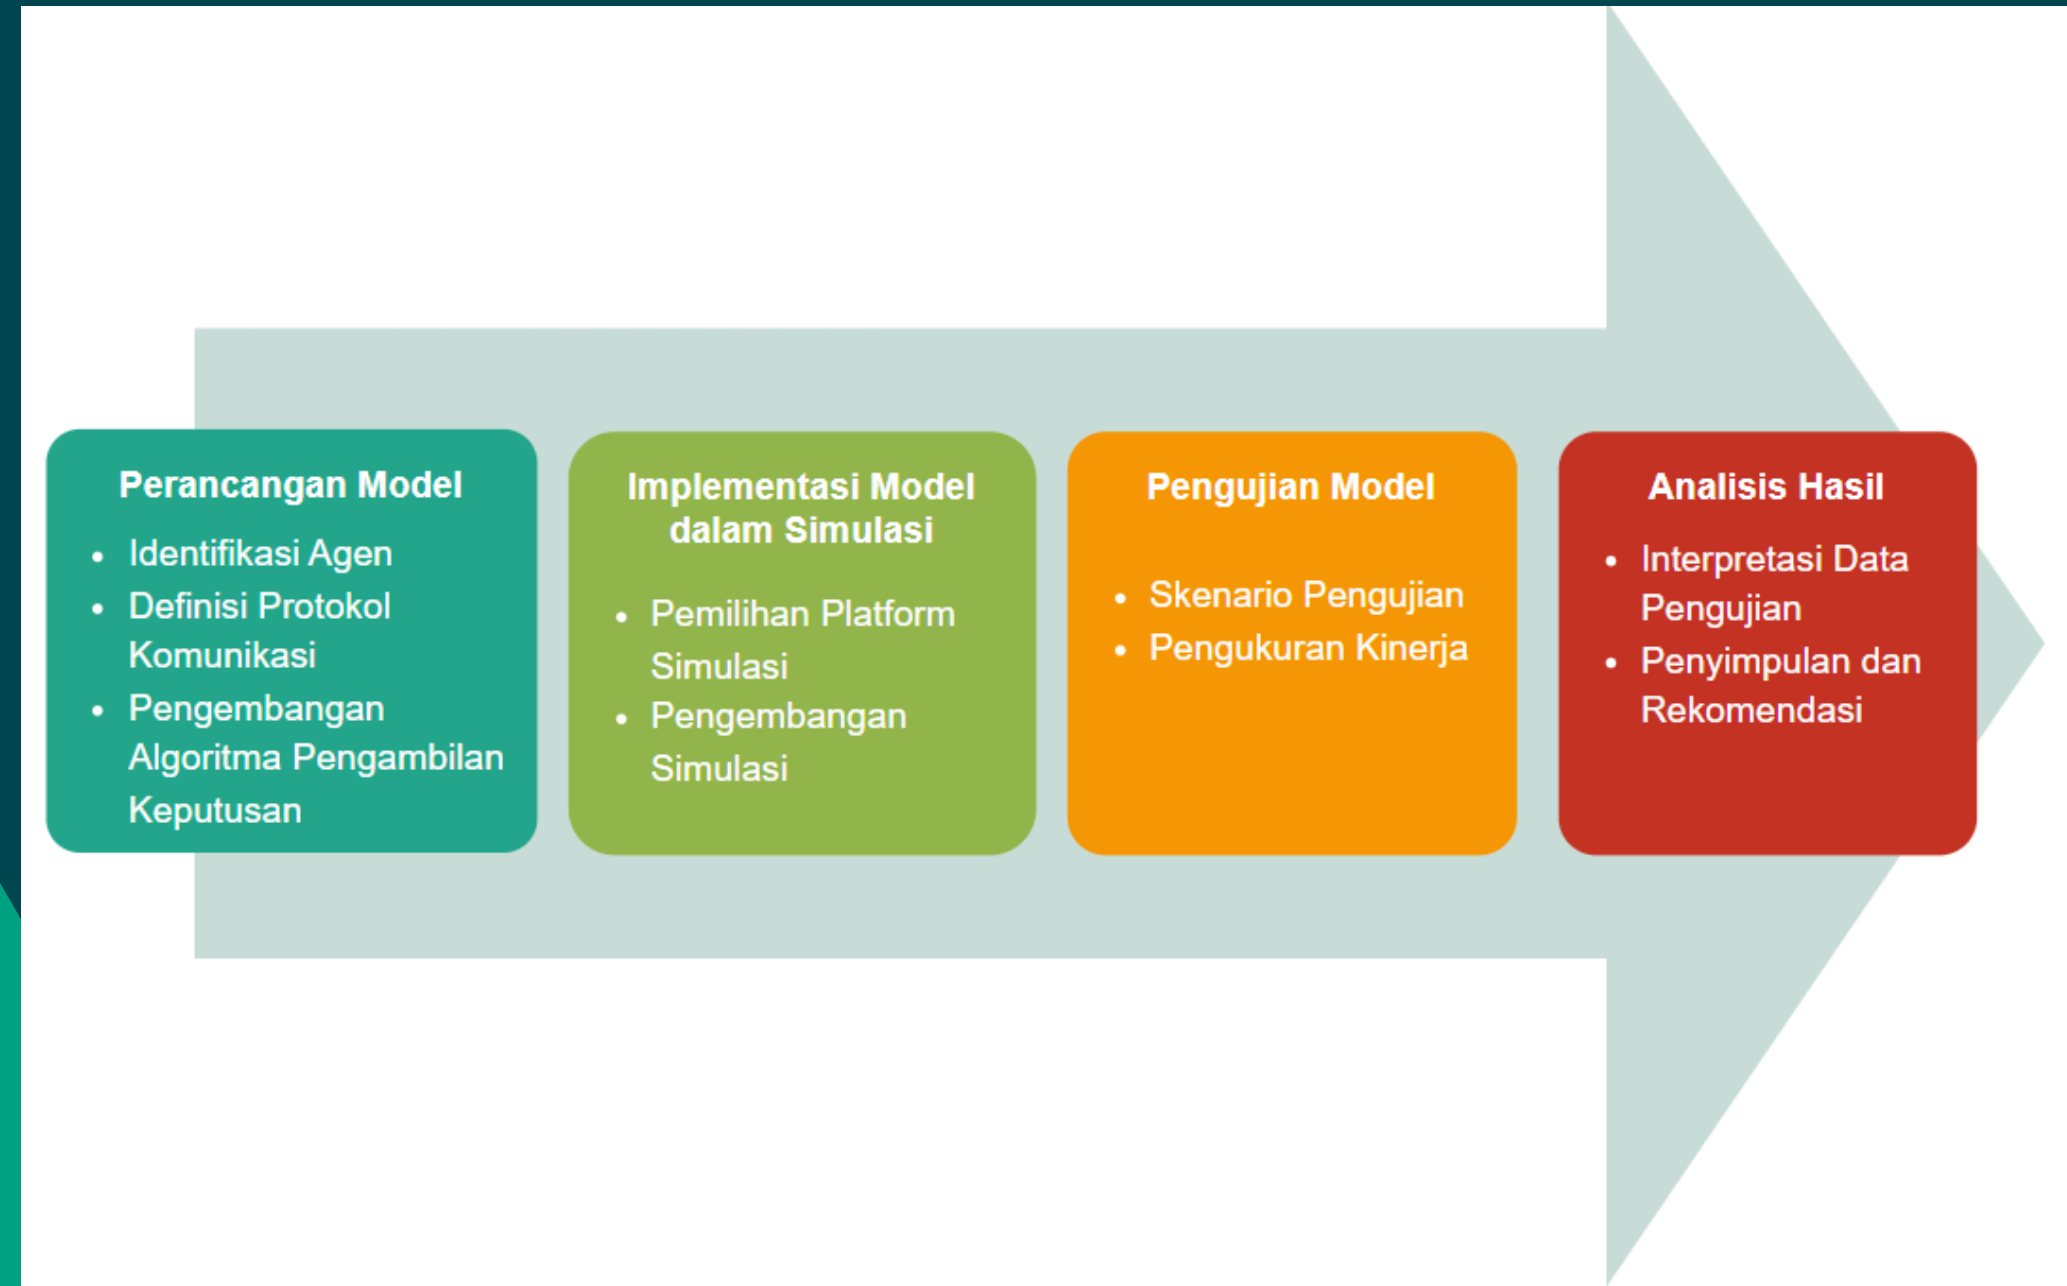 Perancangan Model
• Identifikasi Agen
• Definisi Protokol
Komunikasi
• Pengembangan
Algoritma Pengambilan
Keputusan
Implementasi Model
dalam Simulasi
• Pemilihan Platform
Simulasi
• Pengembangan
Simulasi
Pengujian Model
• Skenario Pengujian
• Pengukuran Kinerja
Analisis Hasil
• Interpretasi Data
Pengujian
• Penyimpulan dan
Rekomendasi